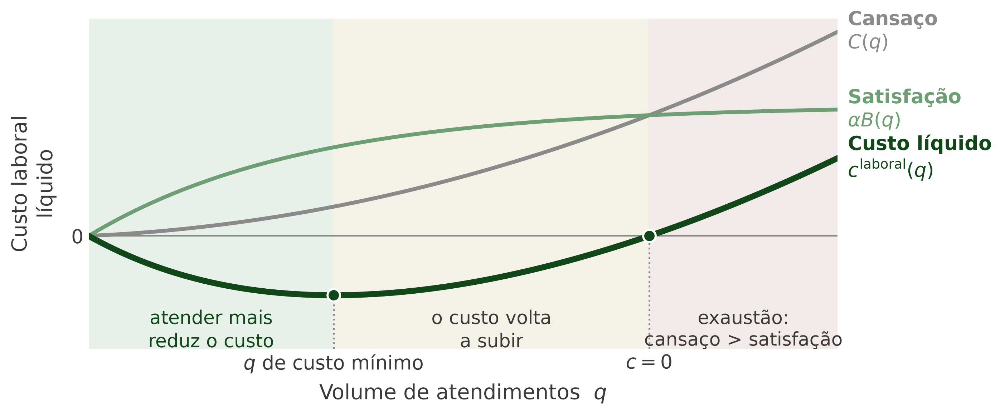 Cansaço
C(q)
Satisfação
αB(q)
Custo líquido
c^laboral(q)
Custo laboral
líquido
0
atender mais
reduz o custo
o custo volta
a subir
exaustão:
cansaço > satisfação
q de custo mínimo
c = 0
Volume de atendimentos q